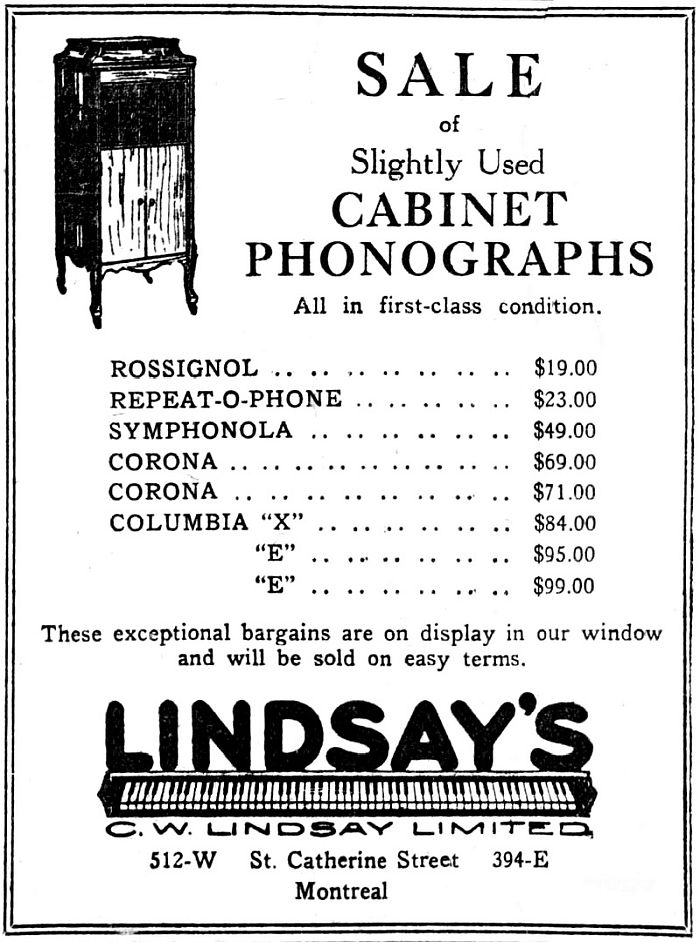 SALE
of
Slightly Used
CABINET
PHONOGRAPHS
All in first-class condition.
ROSSIGNOL .. .. .. .. .. .. .. .. $19.00
REPEAT-O-PHONE .. .. .. .. .. .. $23.00
SYMPHONOLA .. .. .. .. .. .. .. $49.00
CORONA .. .. .. .. .. .. .. .. .. $69.00
CORONA .. .. .. .. .. .. .. .. .. $71.00
COLUMBIA “X” .. .. .. .. .. .. .. $84.00
“E” .. .. .. .. .. .. .. $95.00
“E” .. .. .. .. .. .. .. $99.00
These exceptional bargains are on display in our window
and will be sold on easy terms.
LINDSAY'S
C. W. LINDSAY LIMITED,
512-W St. Catherine Street 394-E
Montreal